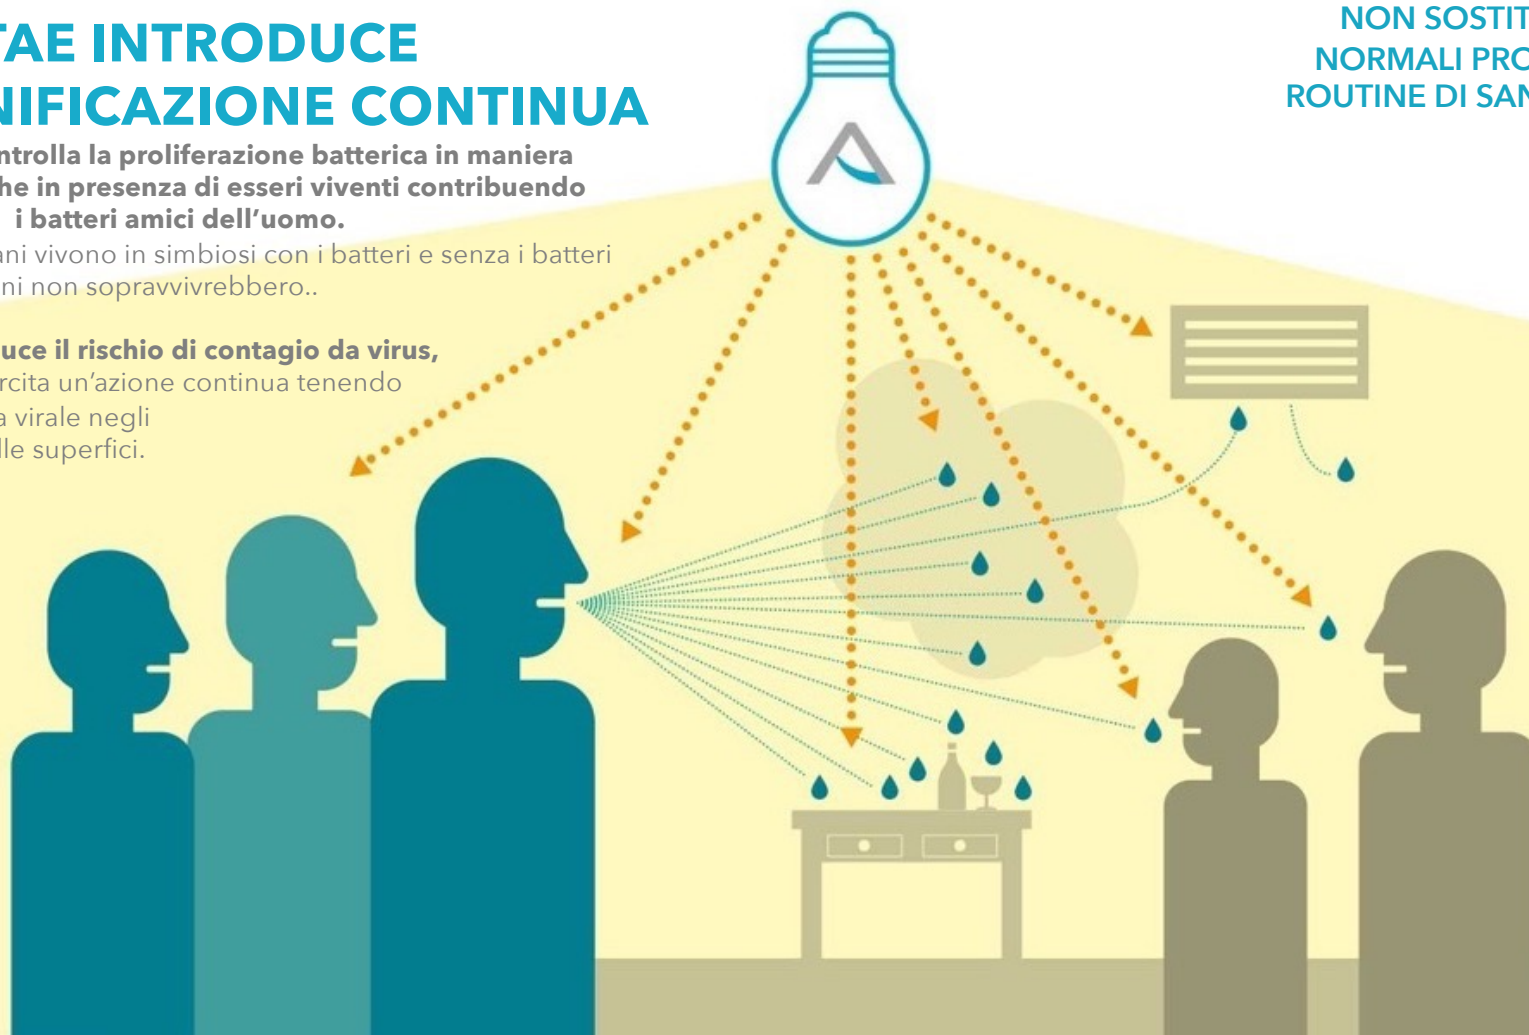 TAE INTRODUCE
NIFICAZIONE CONTINUA
ntrolla la proliferazione batterica in maniera
he in presenza di esseri viventi contribuendo
i batteri amici dell’uomo.
ani vivono in simbiosi con i batteri e senza i batteri
ni non sopravvivrebbero..
uce il rischio di contagio da virus,
rcita un’azione continua tenendo
a virale negli
lle superfici.
NON SOSTIT
NORMALI PRO
ROUTINE DI SAN